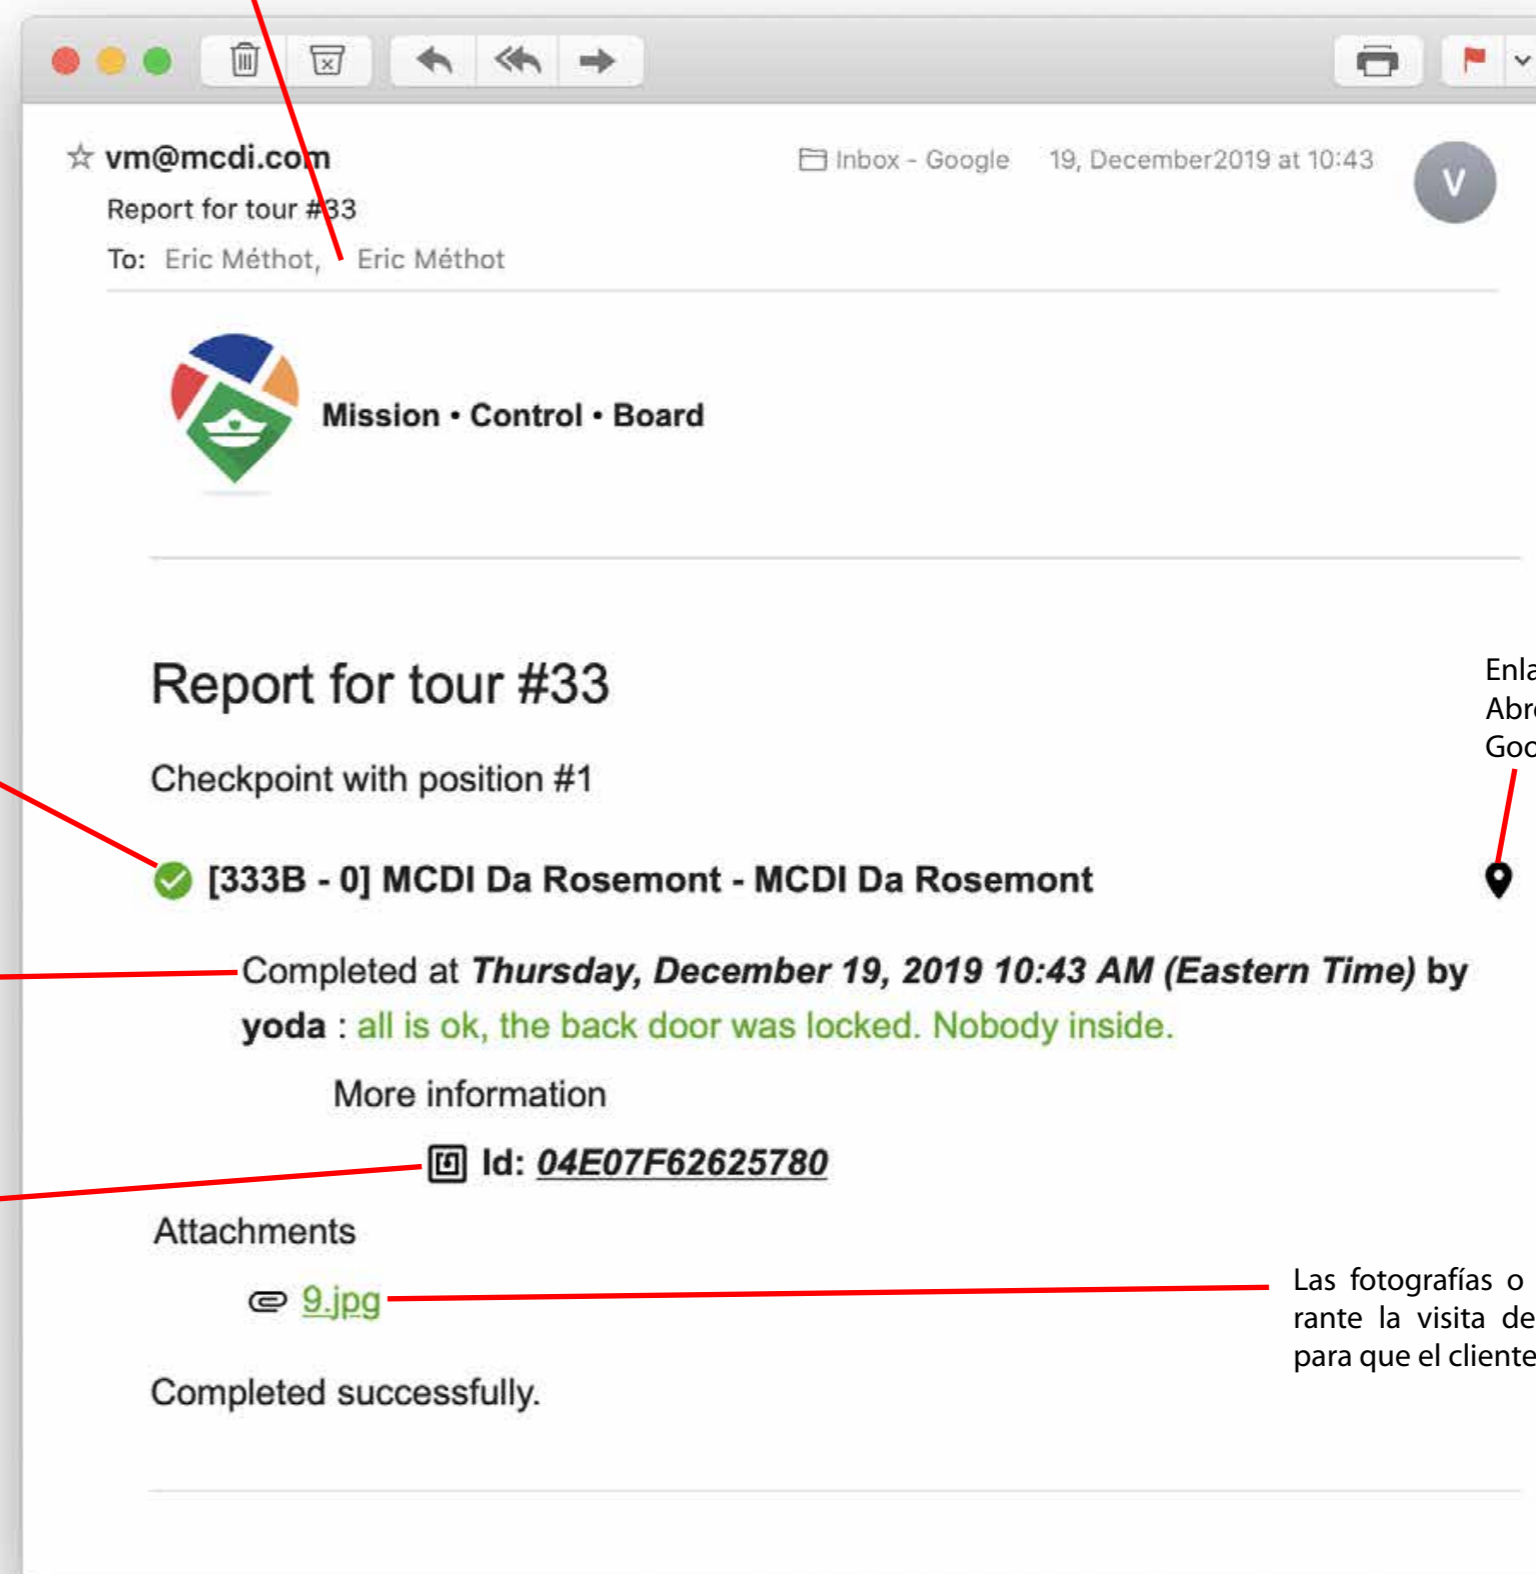 vm@mcdi.com
Inbox - Google 19, December2019 at 10:43
V
Report for tour #33
To: Eric Méthot, Eric Méthot
Mission • Control • Board
Report for tour #33
Checkpoint with position #1
[333B - 0] MCDI Da Rosemont - MCDI Da Rosemont
Completed at Thursday, December 19, 2019 10:43 AM (Eastern Time) by
yoda : all is ok, the back door was locked. Nobody inside.
More information
Id: 04E07F62625780
Attachments
9.jpg
Las fotografías o
rante la visita de
para que el cliente
Completed successfully.